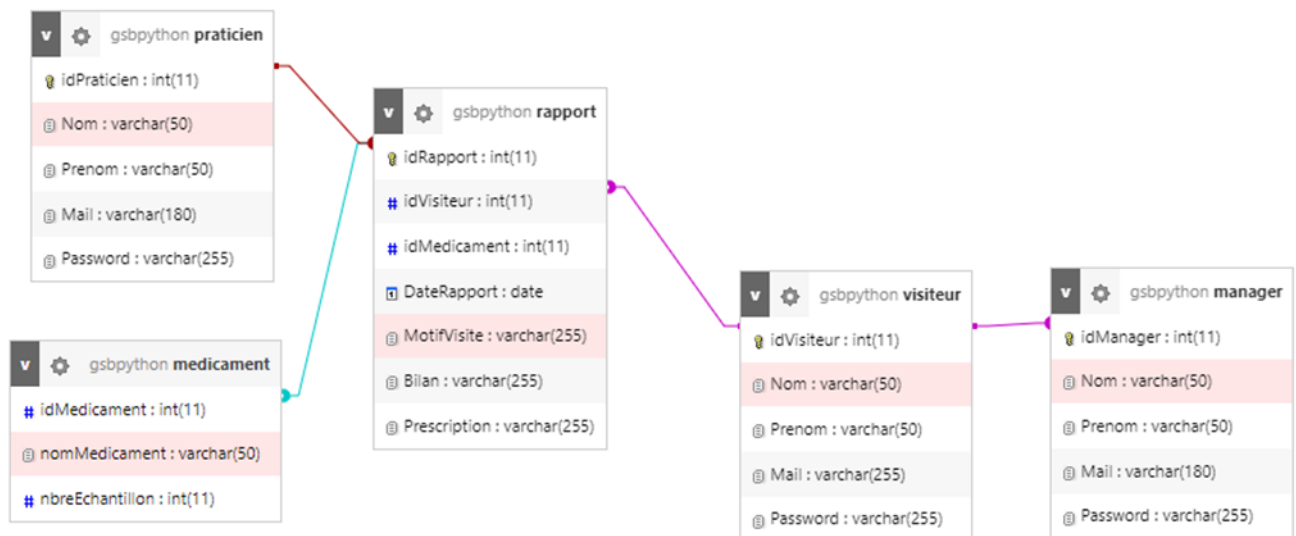 v gsbpython praticien
idPraticien : int(11)
Nom : varchar(50)
Prenom : varchar(50)
Mail : varchar(180)
Password : varchar(255)
v gsbpython medicament
# idMedicament : int(11)
nomMedicament : varchar(50)
# nbreEchantillon : int(11)
v gsbpython rapport
idRapport : int(11)
# idVisiteur : int(11)
# idMedicament : int(11)
DateRapport : date
MotifVisite : varchar(255)
Bilan : varchar(255)
Prescription : varchar(255)
v gsbpython visiteur
idVisiteur : int(11)
Nom : varchar(50)
Prenom : varchar(50)
Mail : varchar(255)
Password : varchar(255)
v gsbpython manager
idManager : int(11)
Nom : varchar(50)
Prenom : varchar(50)
Mail : varchar(180)
Password : varchar(255)